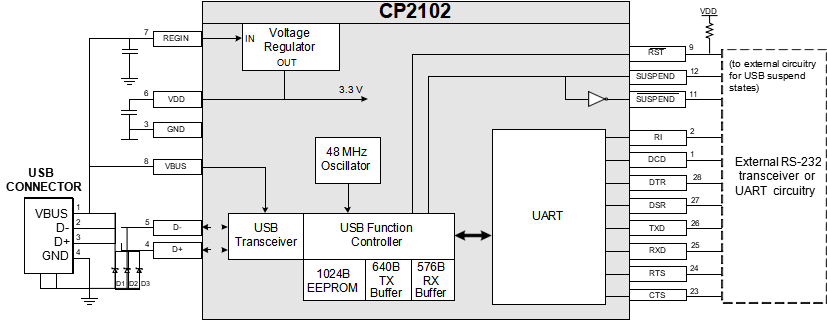 CP2102
Voltage
Regulator
IN
OUT
3.3 V
7
REGIN
6
VDD
3
GND
8
VBUS
USB
CONNECTOR
VBUS
D-
D+
GND
1
2
3
4
5
D-
4
D+
D1
D2
D3
48 MHz
Oscillator
USB
Transceiver
USB Function
Controller
1024B
EEPROM
640B
TX
Buffer
576B
RX
Buffer
UART
VDD
RST
9
SUSPEND
12
SUSPEND
11
RI
2
DCD
1
DTR
28
DSR
27
TXD
26
RXD
25
RTS
24
CTS
23
(to external circuitry
for USB suspend
states)
External RS-232
transceiver or
UART circuitry